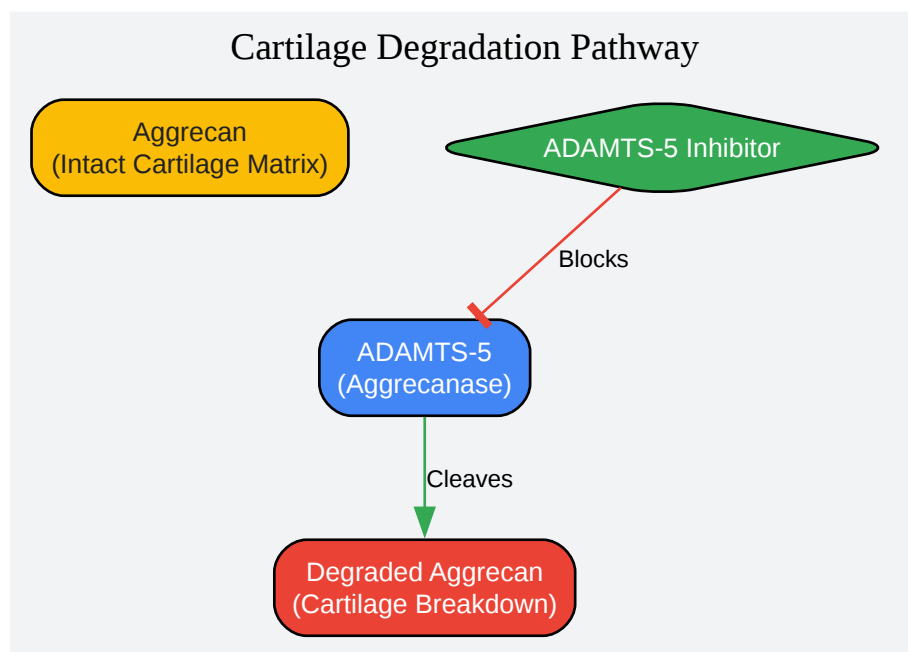 Cartilage Degradation Pathway
Aggrecan
(Intact Cartilage Matrix)
ADAMTS-5 Inhibitor
Blocks
ADAMTS-5
(Aggrecanase)
Cleaves
Degraded Aggrecan
(Cartilage Breakdown)